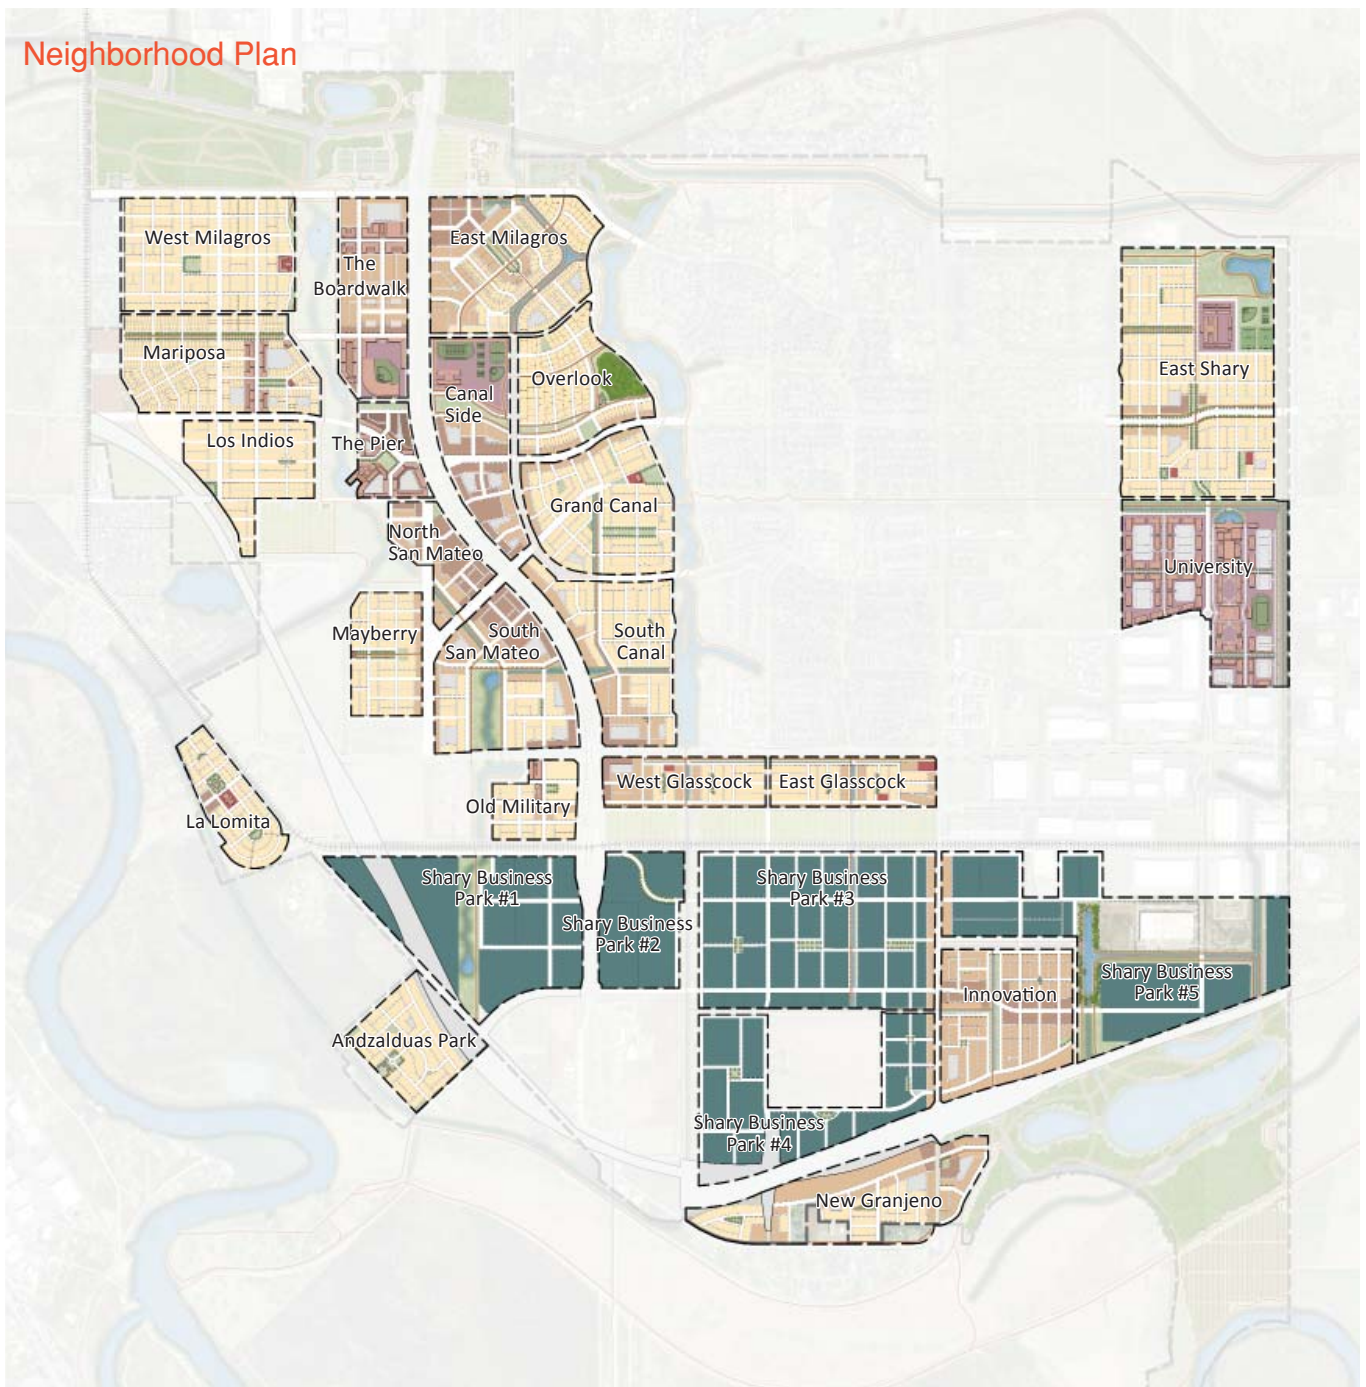 Neighborhood Plan
West Milagros
The
Boardwalk
East Milagros
Mariposa
Overlook
Canal
Side
East Shary
Los Indios
The Pier
Grand Canal
North
San Mateo
University
Mayberry
South
San Mateo
South
Canal
West Glasscock
East Glasscock
Old Military
La Lomita
Shary Business
Park #1
Shary Business
Park #2
Shary Business
Park #3
Innovation
Shary Business
Park #5
Andzalduas Park
Shary Business
Park #4
New Granjeno